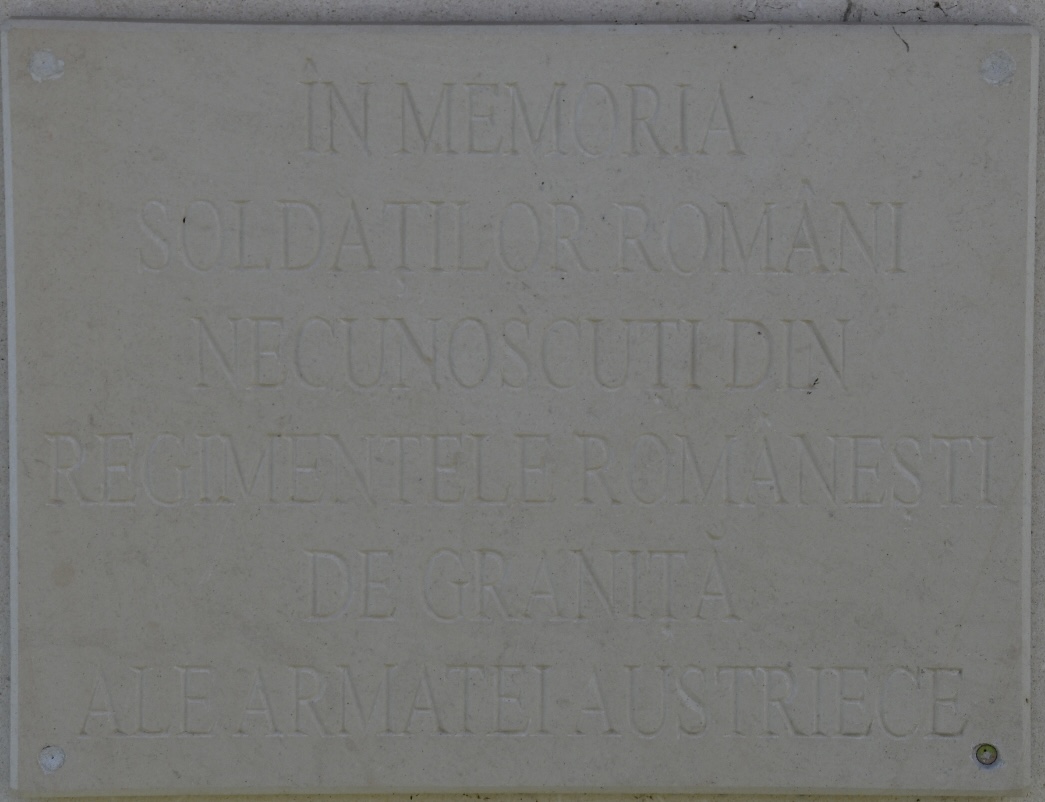 ÎN MEMORIA
SOLDAȚILOR ROMÂNI
NECUNOSCUȚI DIN
REGIMENTELE ROMÂNEȘTI
DE GRANIȚĂ
ALE ARMATEI AUSTRIECE